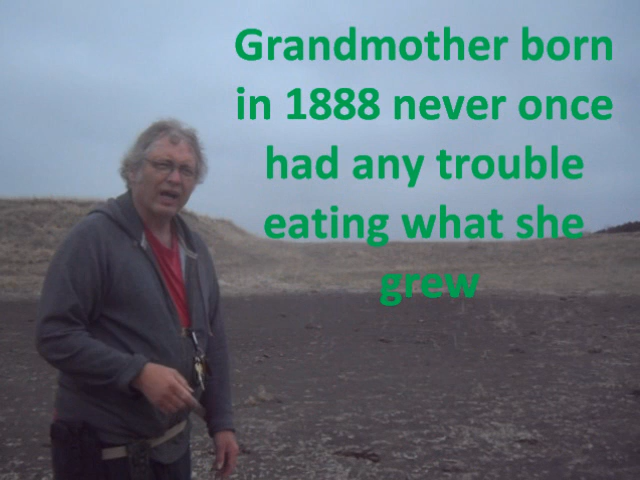 Grandmother born
in 1888 never once
had any trouble
eating what she
grew